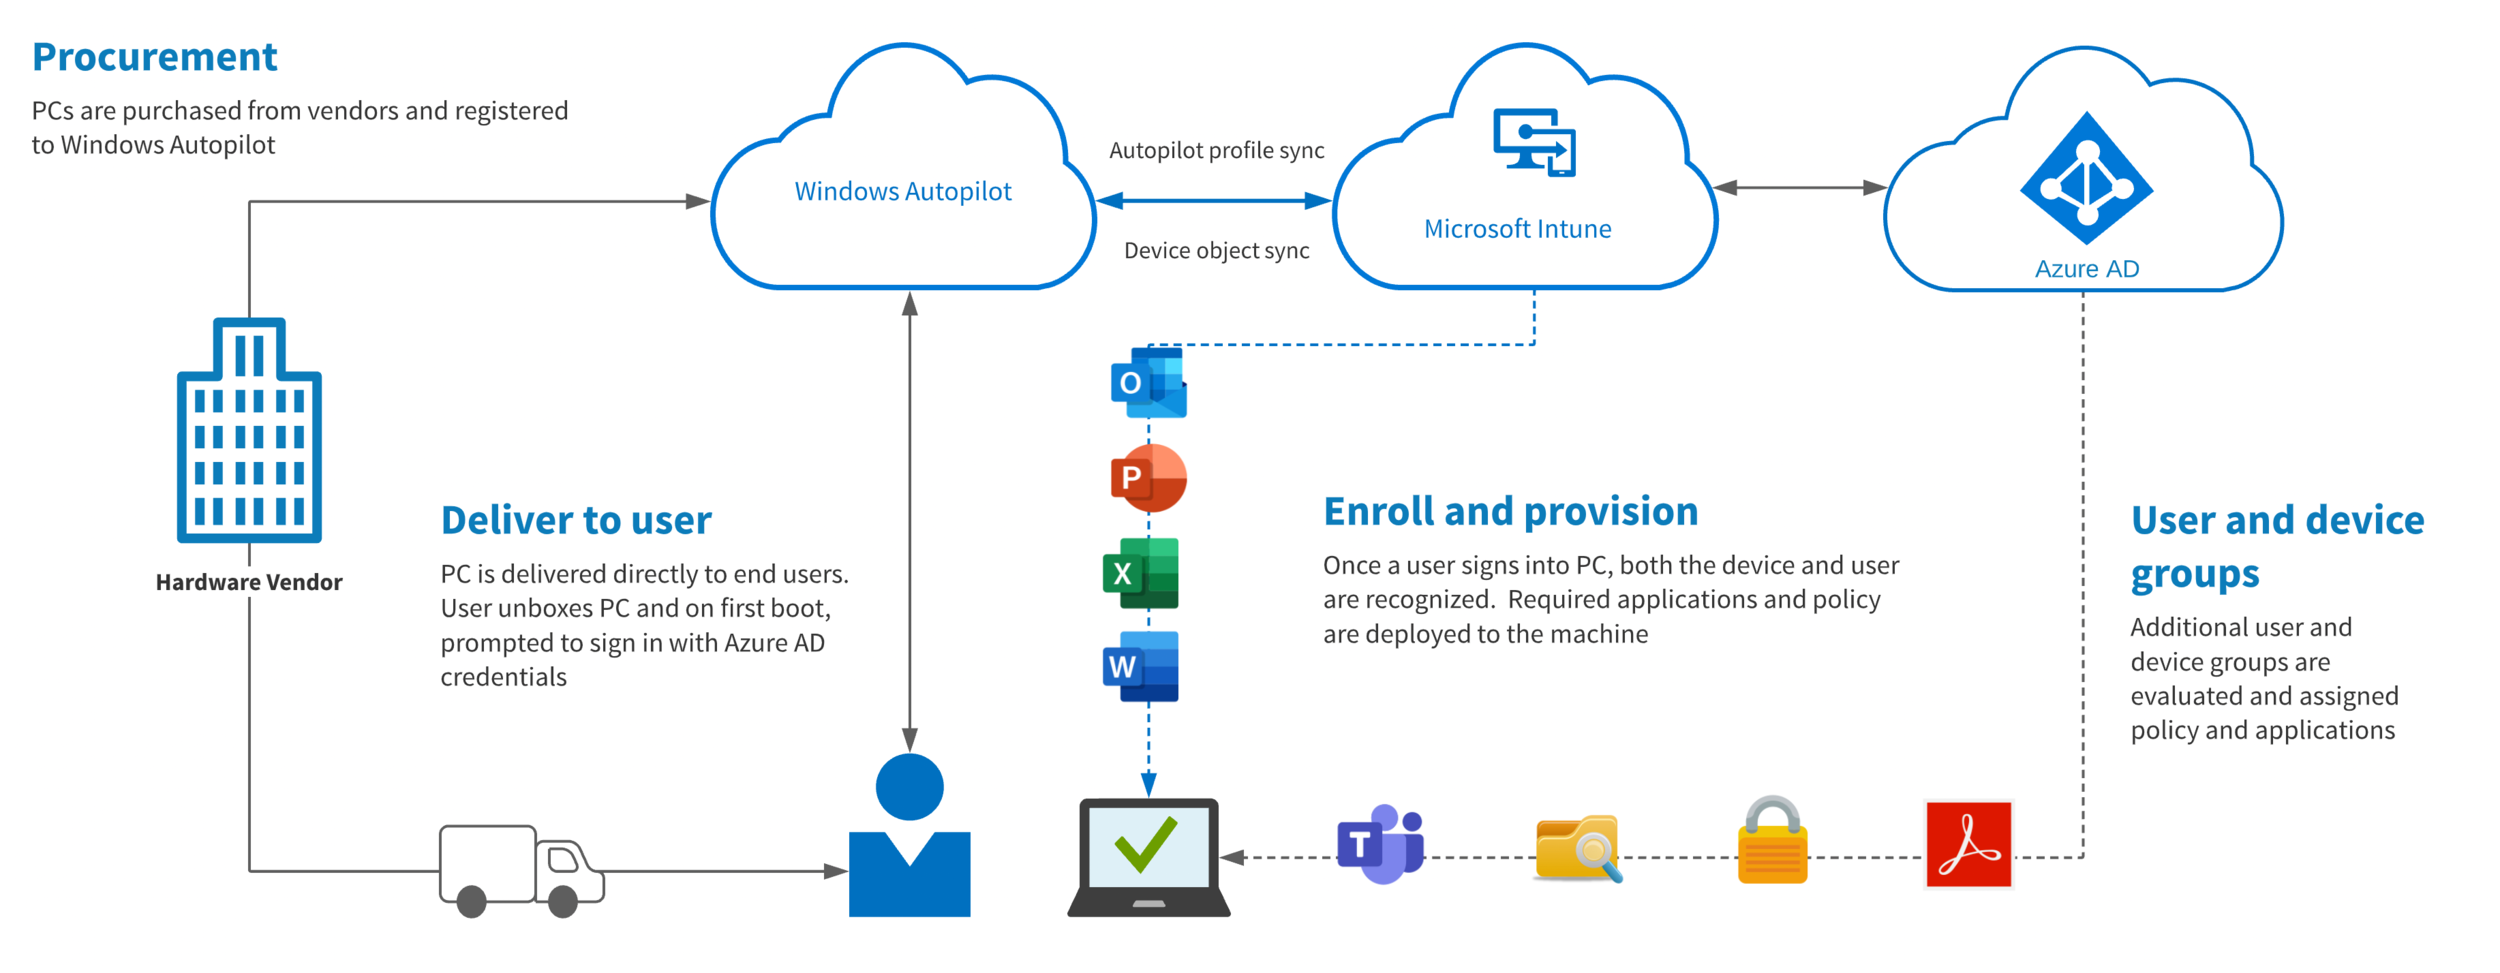 Procurement
PCs are purchased from vendors and registered
to Windows Autopilot
Windows Autopilot
Autopilot profile sync
Device object sync
Microsoft Intune
Azure AD
Hardware Vendor
Deliver to user
PC is delivered directly to end users.
User unboxes PC and on first boot,
prompted to sign in with Azure AD
credentials
O
P
X
W
Enroll and provision
Once a user signs into PC, both the device and user
are recognized.  Required applications and policy
are deployed to the machine
User and device
groups
Additional user and
device groups are
evaluated and assigned
policy and applications
T